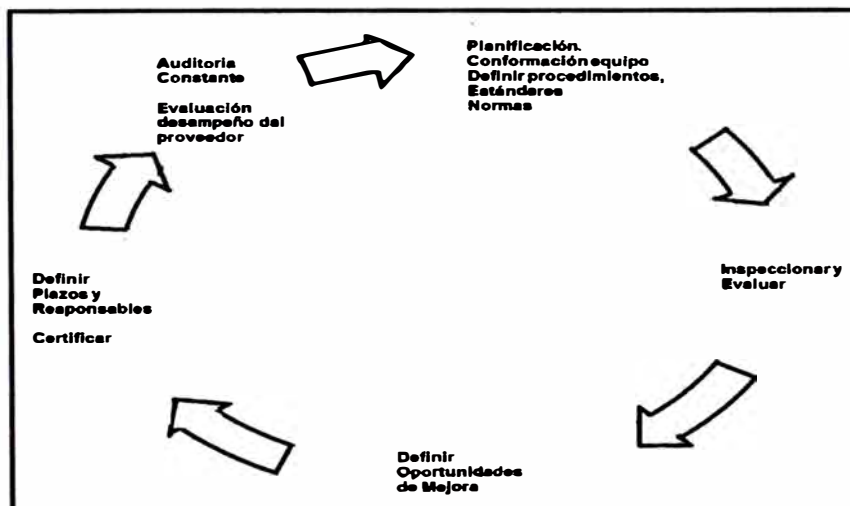 Auditoria
Constante
Evaluación
desempeño del
proveedor
Planificación.
Conformación equipo
Definir procedimientos,
Estándares
Normas
Inspeccionar y
Evaluar
Definir
Oportunidades
de Mejora
Definir
Plazos y
Responsables
Certificar